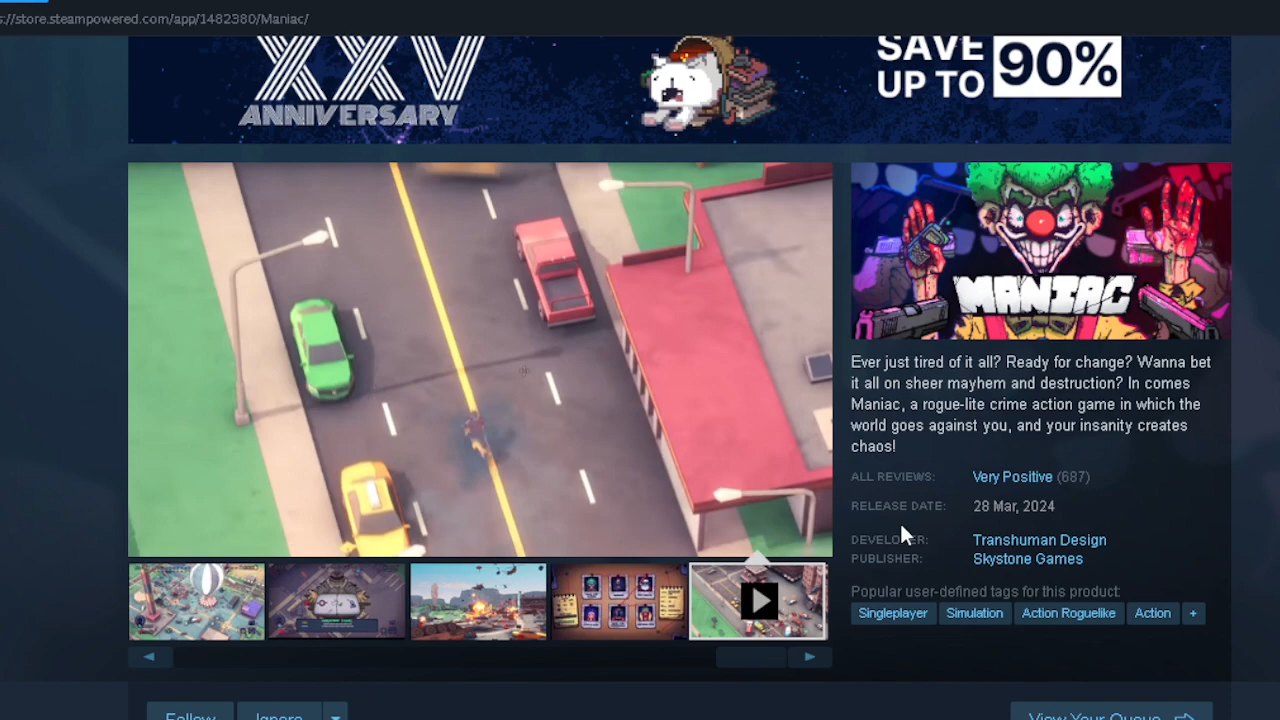 s://store.steampowered.com/app/1482380/Maniac/
XXV
ANNIVERSARY
SAVE
UP TO 90%
MANIAC
Ever just tired of it all? Ready for change? Wanna bet
it all on sheer mayhem and destruction? In comes
Maniac, a rogue-lite crime action game in which the
world goes against you, and your insanity creates
chaos!
ALL REVIEWS: Very Positive (687)
RELEASE DATE: 28 Mar, 2024
DEVELOPER: Transhuman Design
PUBLISHER: Skystone Games
Popular user-defined tags for this product:
Singleplayer Simulation Action Roguelike Action +
Follow Ignore View Your Queue